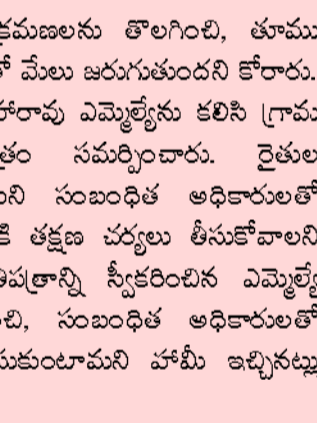 క్రమణలను తొలగించి, తూము
తో మేలు జరుగుతుందని కోరారు.
హారావు ఎమ్మెల్యేను కలిసి గ్రామ
త్రం సమర్పించారు. రైతుల
ని సంబంధిత అధికారులతో
కి తక్షణ చర్యలు తీసుకోవాలని
తిపత్రాన్ని స్వీకరించిన ఎమ్మెల్యే
చి, సంబంధిత అధికారులతో
సుకుంటామని హామీ ఇచ్చినట్లు